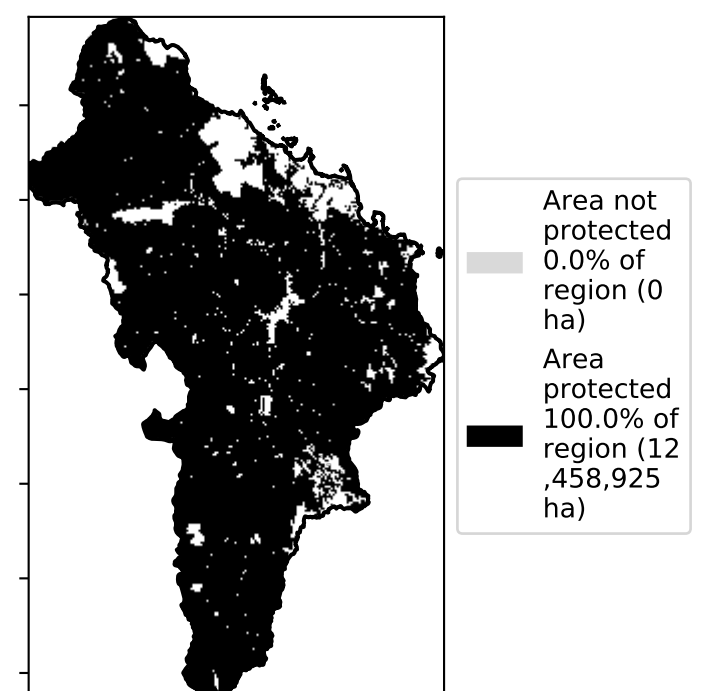 Area not
protected
0.0% of
region (0
ha)
Area
protected
100.0% of
region (12
,458,925
ha)